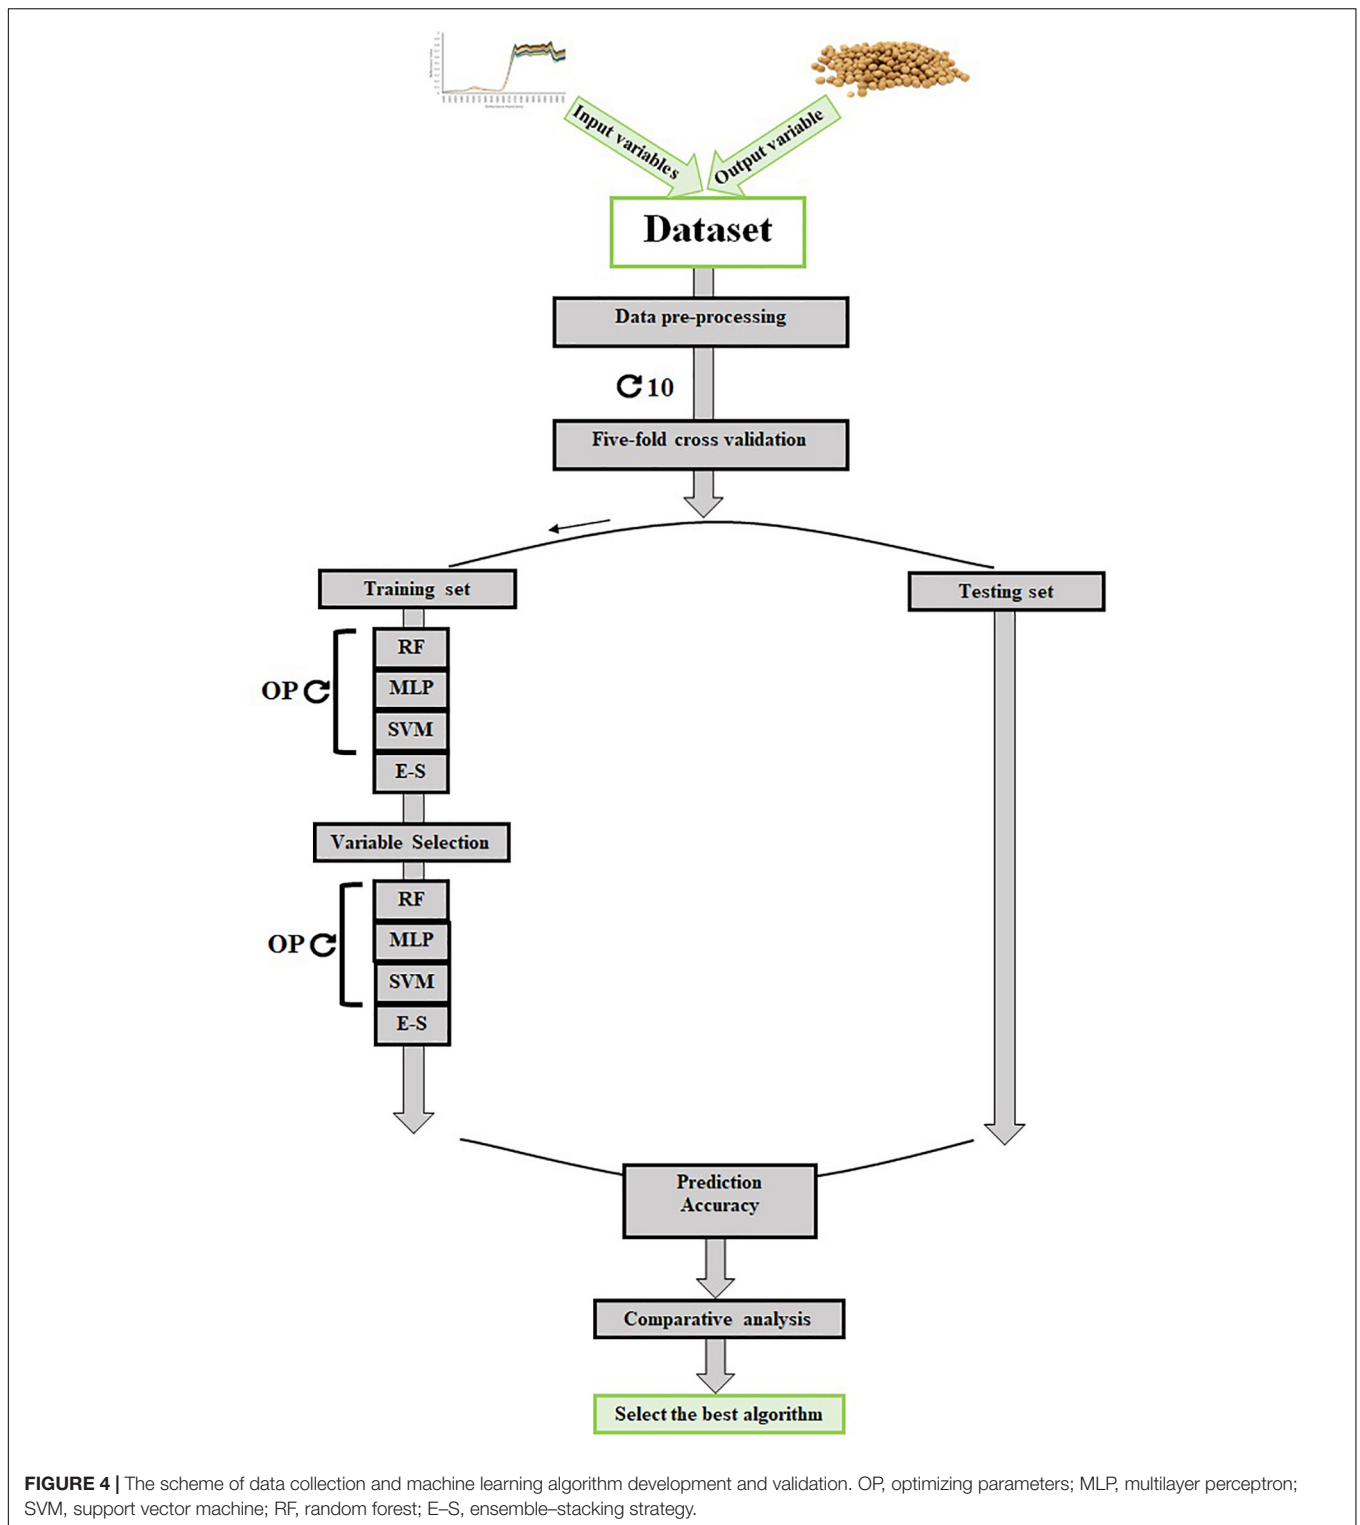 Input variables
Output variable
Dataset
Data pre-processing
10
Five-fold cross validation
Training set
Testing set
RF
MLP
OP
SVM
E-S
Variable Selection
RF
MLP
OP
SVM
E-S
Prediction
Accuracy
Comparative analysis
Select the best algorithm
FIGURE 4 | The scheme of data collection and machine learning algorithm development and validation. OP, optimizing parameters; MLP, multilayer perceptron;
SVM, support vector machine; RF, random forest; E–S, ensemble–stacking strategy.